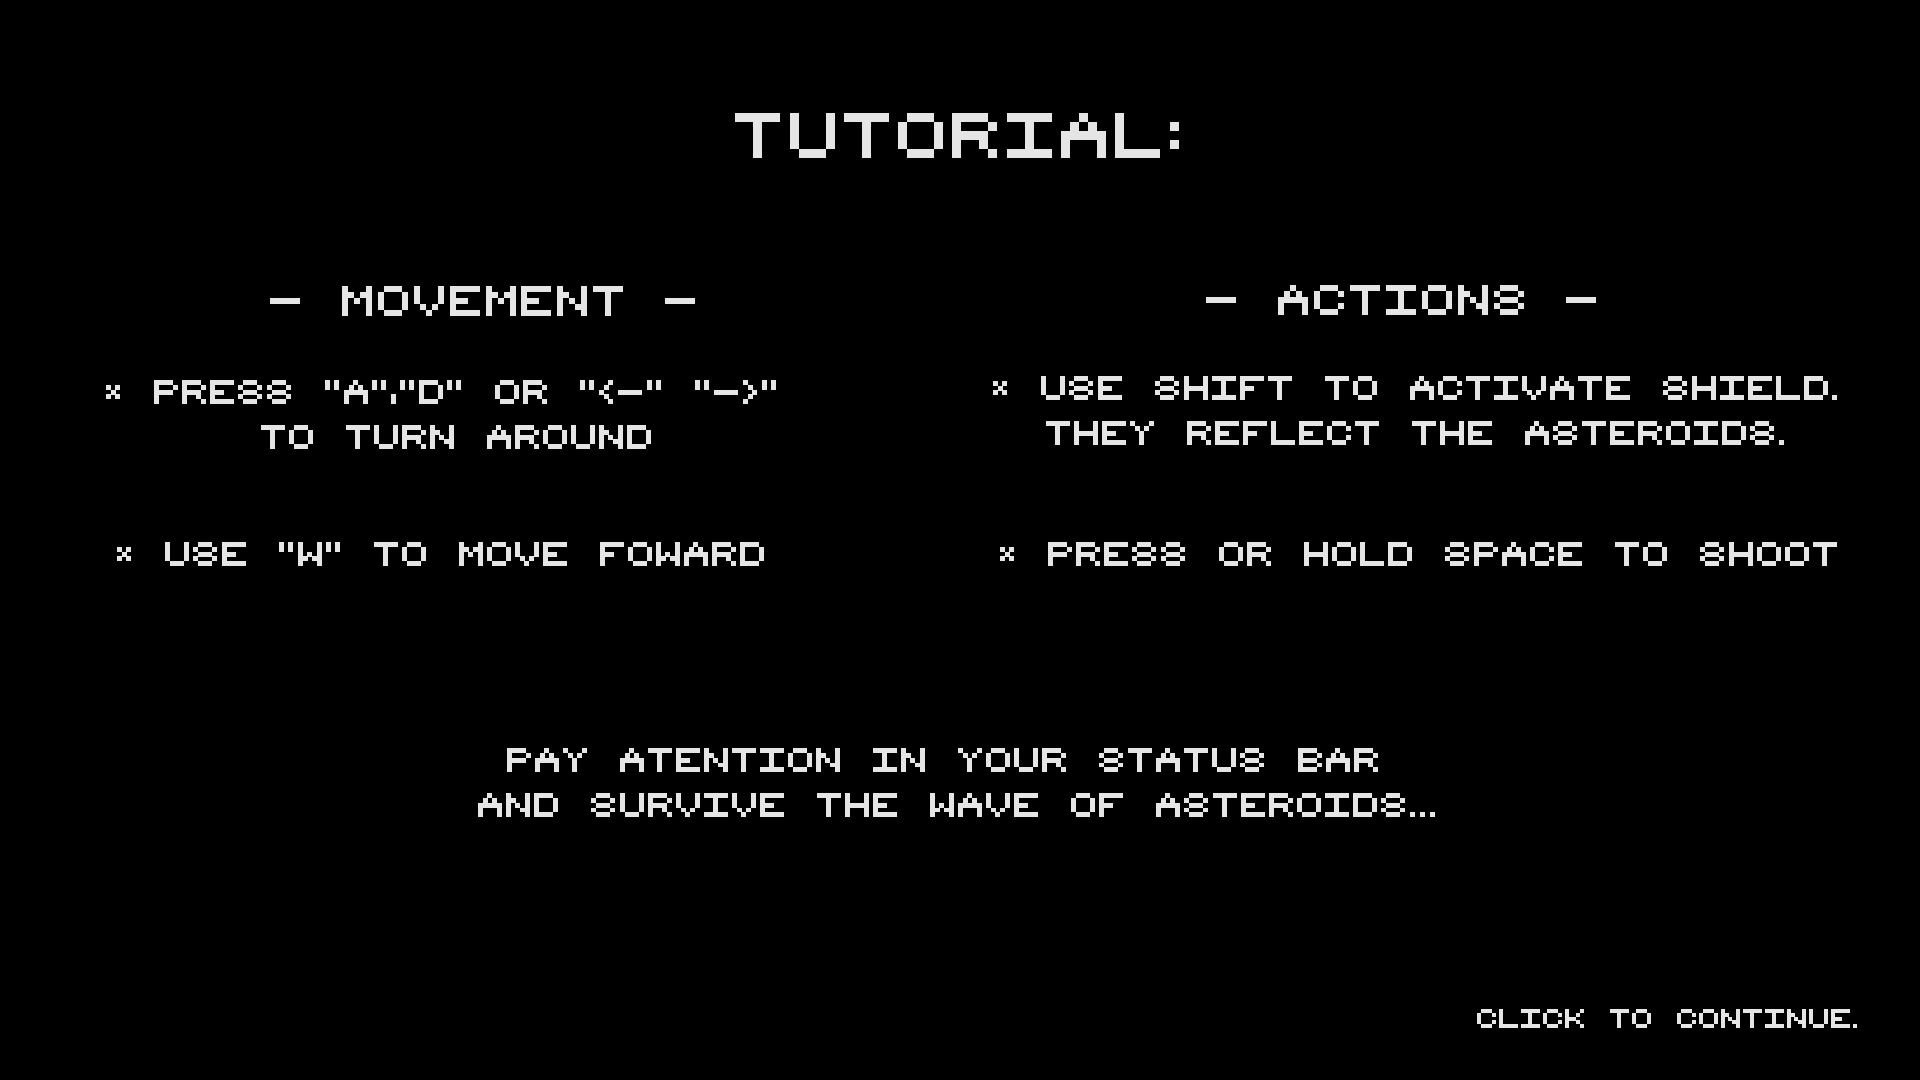 TUTORIAL:
- MOVEMENT -
* PRESS "A","D" OR "<-" "->"
TO TURN AROUND
* USE "W" TO MOVE FOWARD
- ACTIONS -
* USE SHIFT TO ACTIVATE SHIELD.
THEY REFLECT THE ASTEROIDS.
* PRESS OR HOLD SPACE TO SHOOT
PAY ATENTION IN YOUR STATUS BAR
AND SURVIVE THE WAVE OF ASTEROIDS...
CLICK TO CONTINUE.